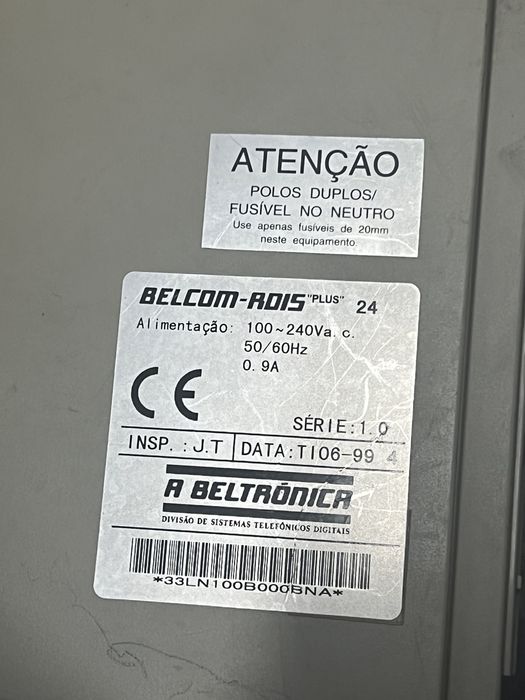 ATENÇÃO
POLOS DUPLOS/
FUSÍVEL NO NEUTRO
Use apenas fusíveis de 20mm
neste equipamento
BELCOM-RDIS "PLUS" 24
Alimentação: 100~240Va.c.
50/60Hz
0.9A
CE
SÉRIE:1.0
INSP.:J.T DATA:TI06-99 4
A BELTRÓNICA
DIVISÃO DE SISTEMAS TELEFÓNICOS DIGITAIS
*33LN100B000BNA*